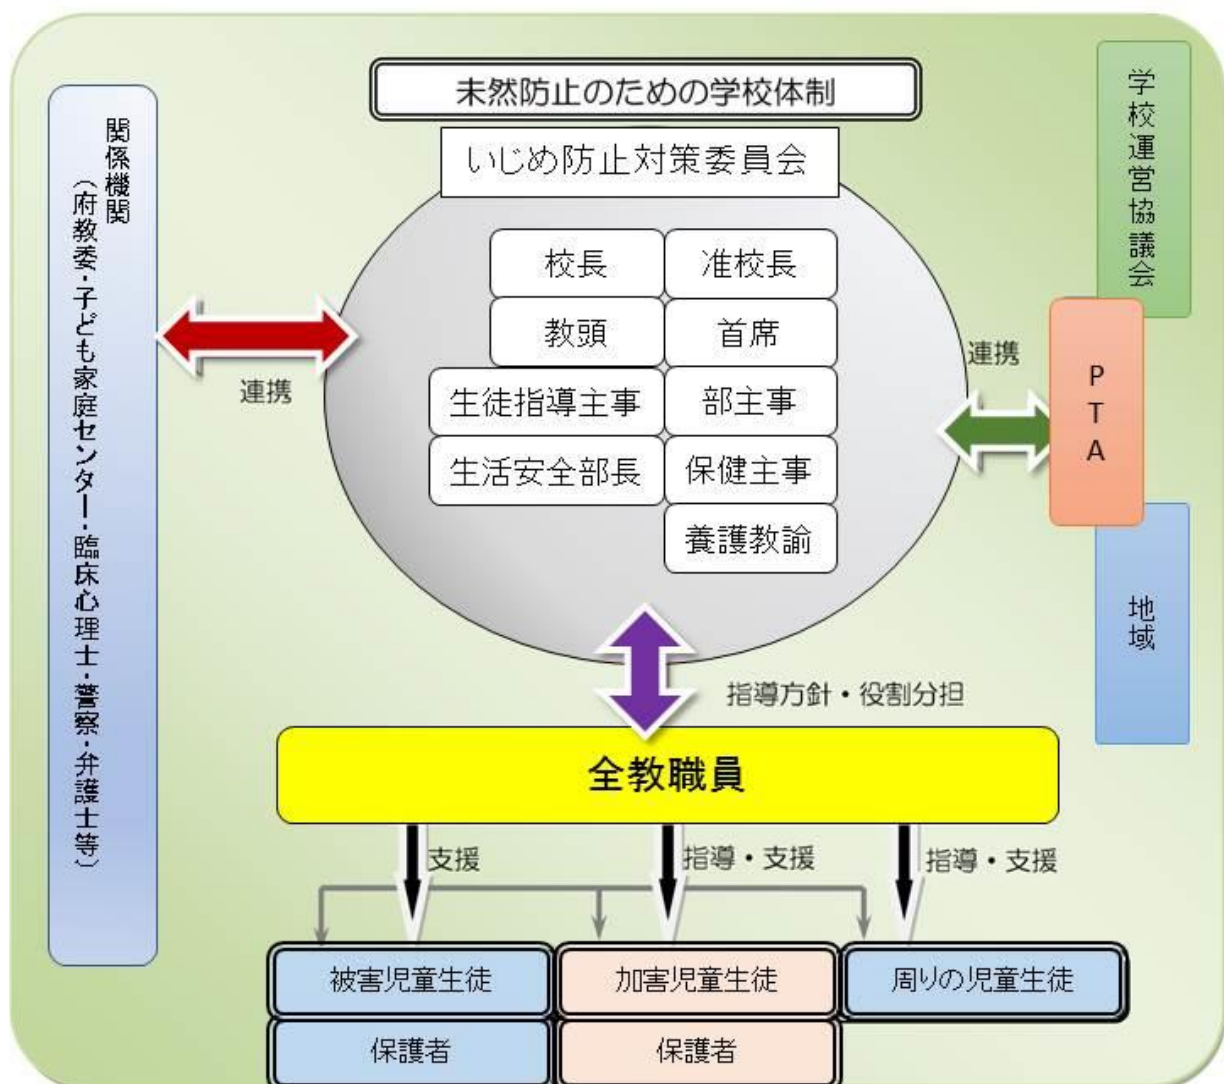 未然防止のための学校体制
いじめ防止対策委員会
校長
准校長
教頭
首席
生徒指導主事
部主事
生活安全部長
保健主事
養護教諭
関係機関
（府教委・子ども家庭センター・臨床心理士・警察・弁護士等）
連携
連携
学校運営協議会
PTA
地域
指導方針・役割分担
全教職員
支援
指導・支援
指導・支援
被害児童生徒
加害児童生徒
周りの児童生徒
保護者
保護者